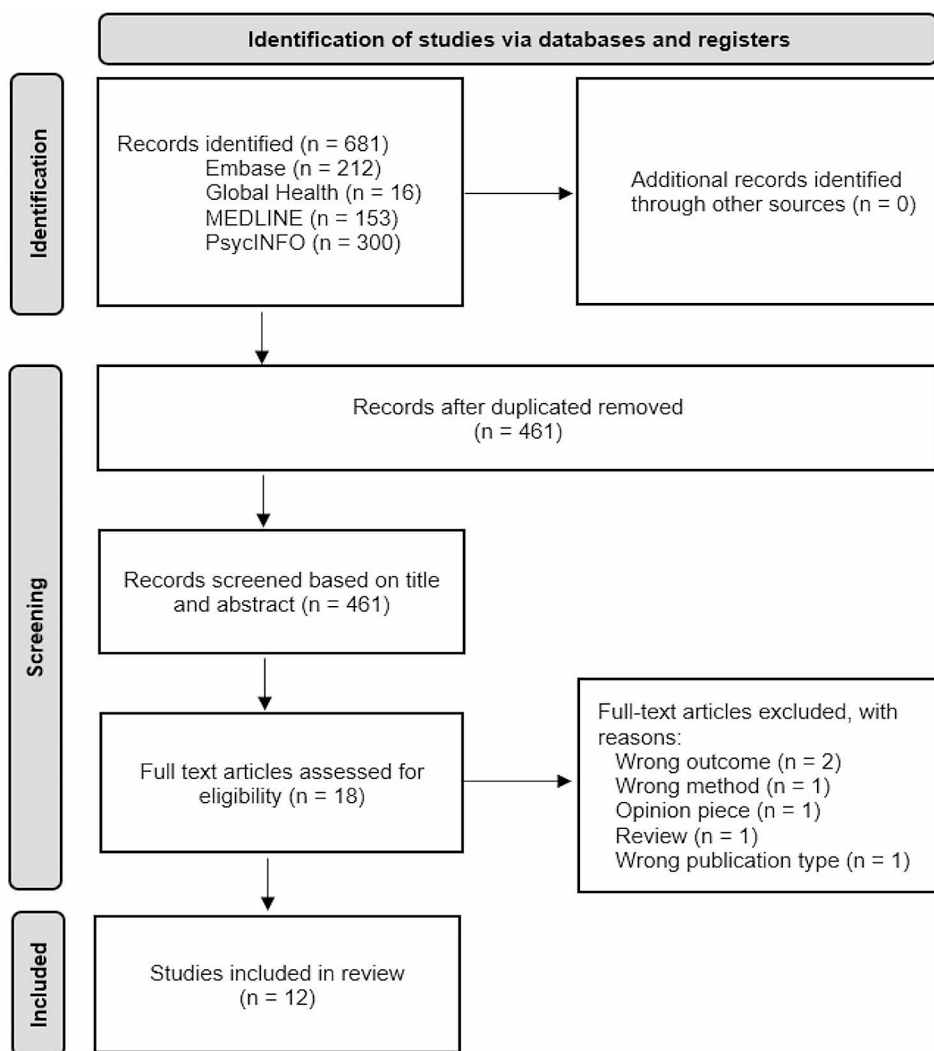 Identification of studies via databases and registers
Identification
Records identified (n = 681)
Embase (n = 212)
Global Health (n = 16)
MEDLINE (n = 153)
PsycINFO (n = 300)
Additional records identified
through other sources (n = 0)
Screening
Records after duplicated removed
(n = 461)
Records screened based on title
and abstract (n = 461)
Full text articles assessed for
eligibility (n = 18)
Full-text articles excluded, with
reasons:
Wrong outcome (n = 2)
Wrong method (n = 1)
Opinion piece (n = 1)
Review (n = 1)
Wrong publication type (n = 1)
Included
Studies included in review
(n = 12)